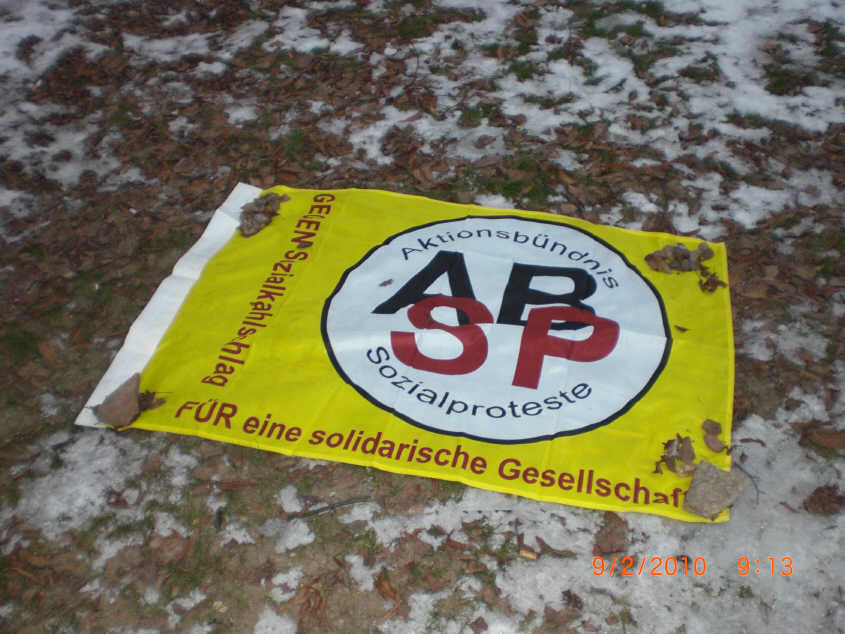 GEGEN Sozialkahlschlag
Aktionsbündnis
AB
SP
Sozialproteste
FÜR eine solidarische Gesellschaft
9/2/2010 9:13